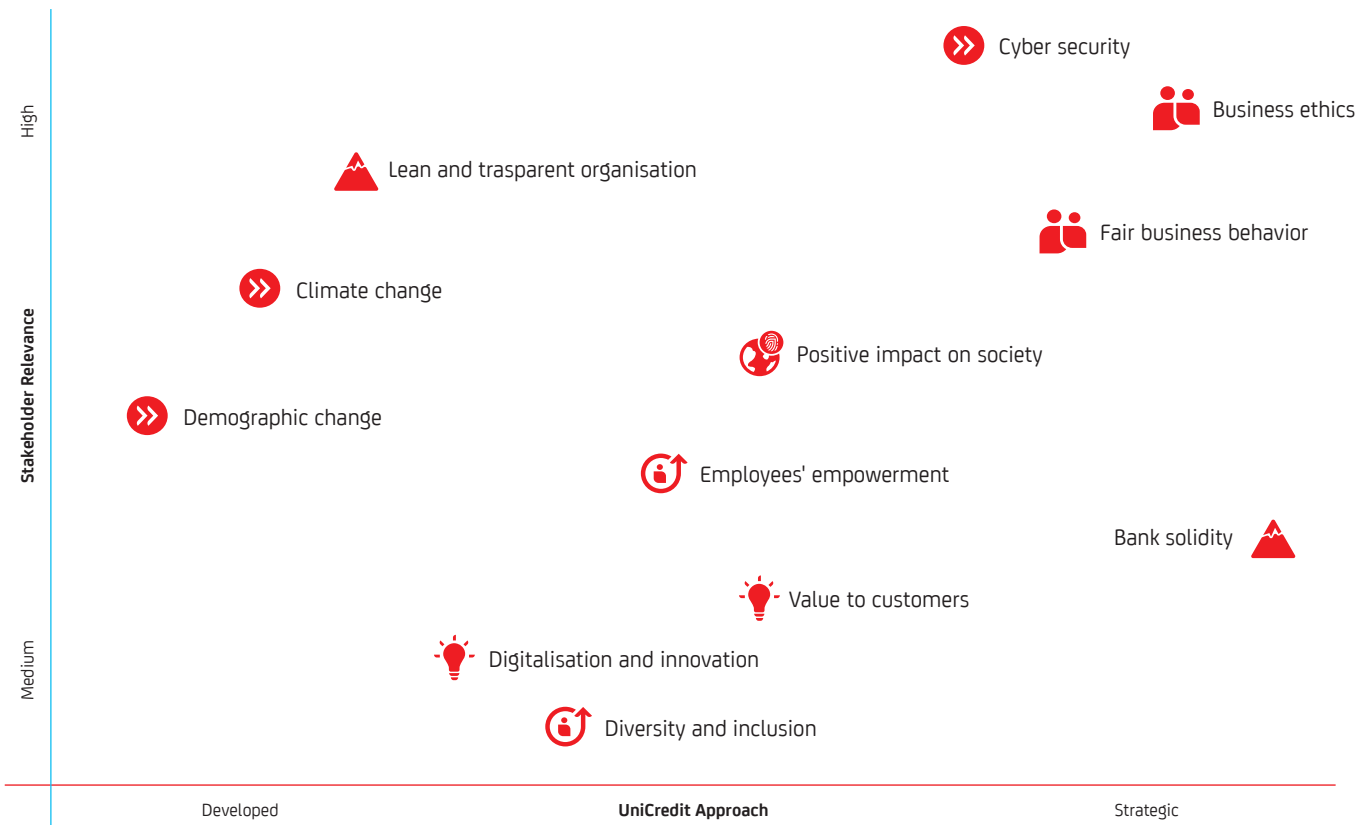 Cyber security
High
Business ethics
Lean and trasparent organisation
Fair business behavior
Climate change
Stakeholder Relevance
Positive impact on society
Demographic change
Employees' empowerment
Bank solidity
Value to customers
Medium
Digitalisation and innovation
Diversity and inclusion
Developed
UniCredit Approach
Strategic